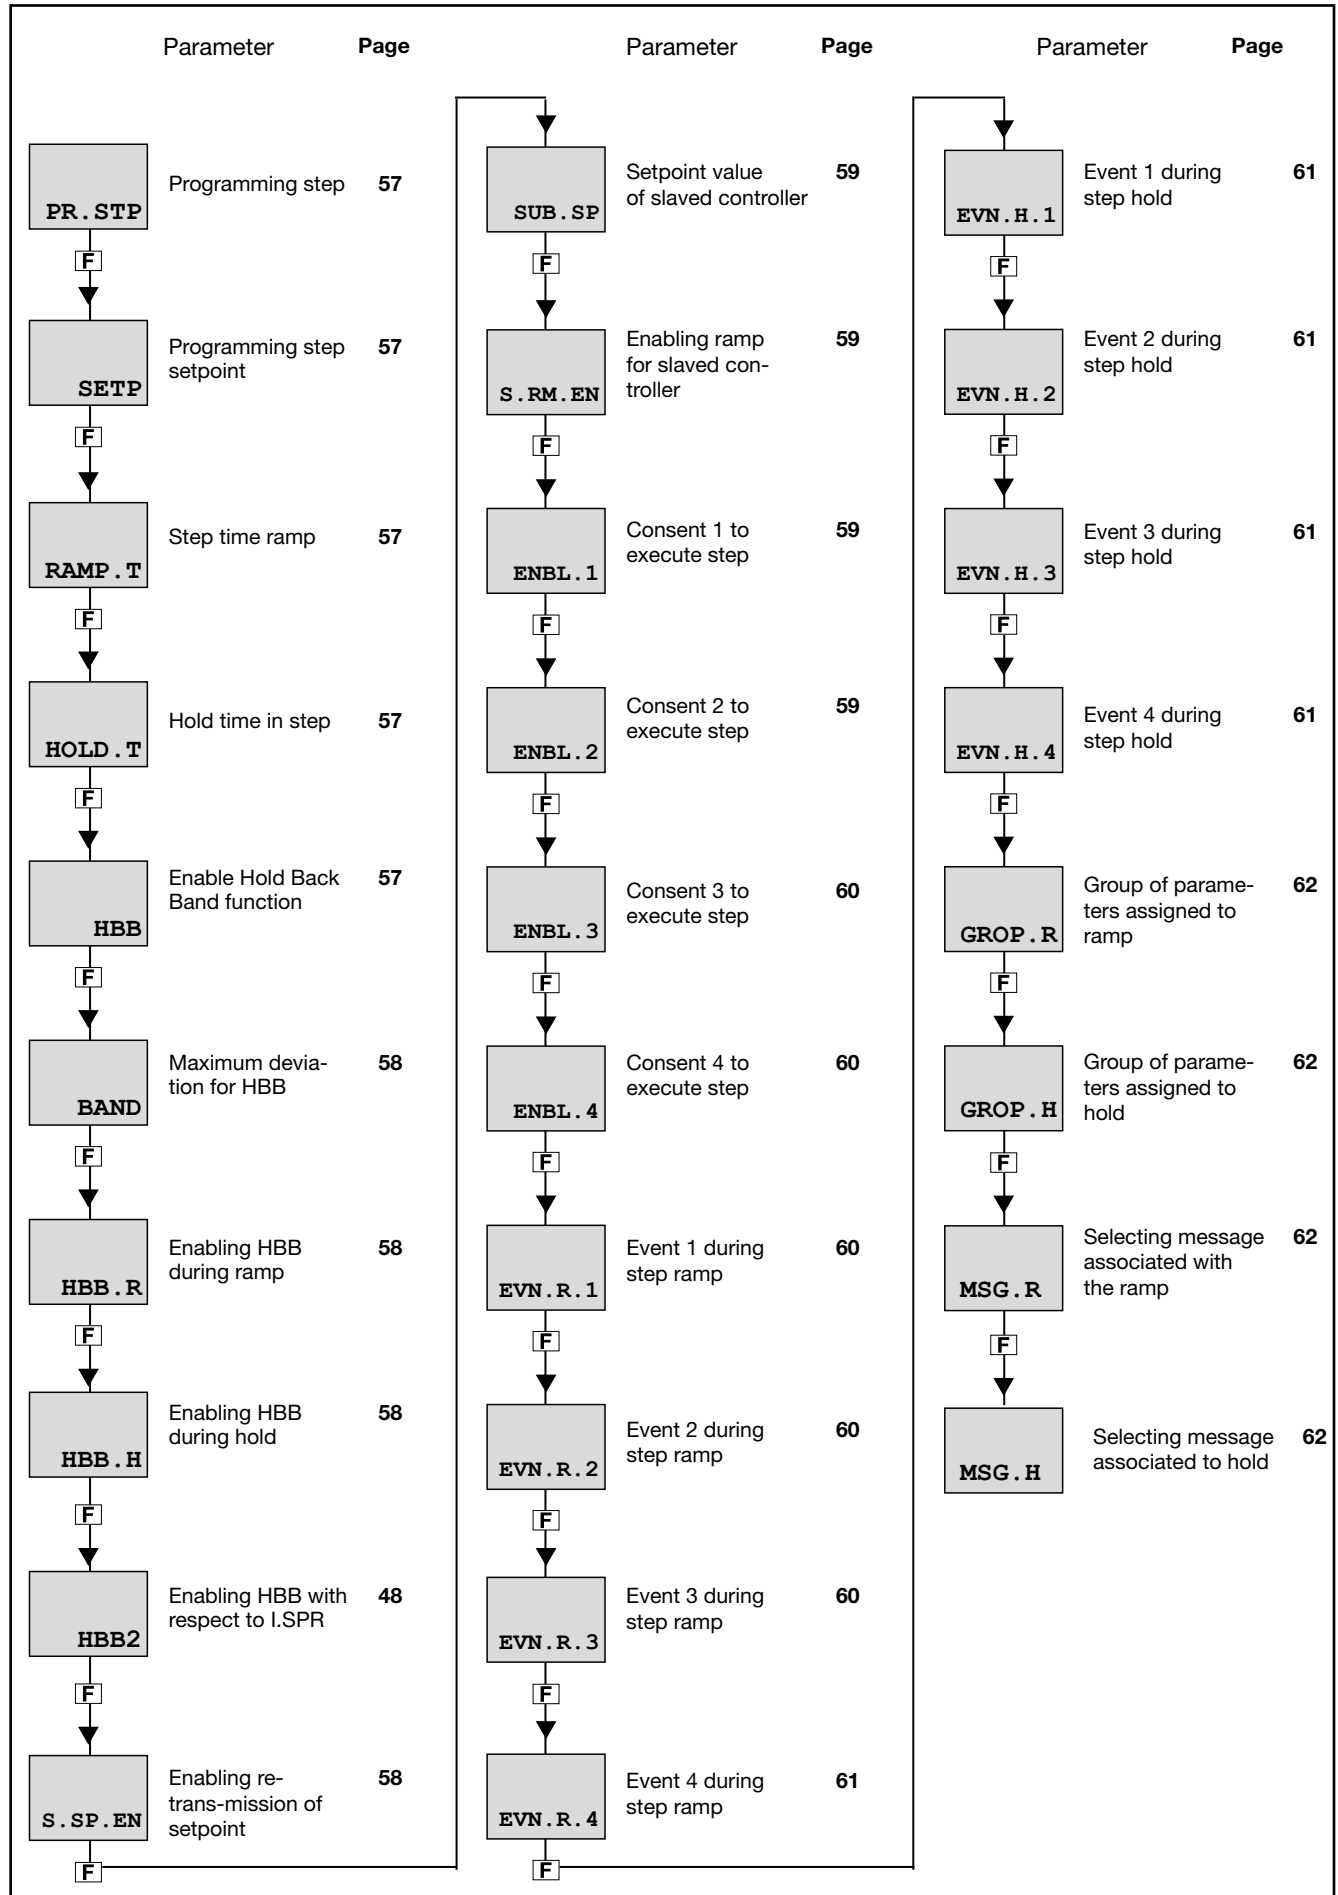 Parameter Page
PR.STP
Programming step 57
F
SETP
Programming step 57
setpoint
F
RAMP.T
Step time ramp 57
F
HOLD.T
Hold time in step 57
F
HBB
Enable Hold Back 57
Band function
F
BAND
Maximum devia- 58
tion for HBB
F
HBB.R
Enabling HBB 58
during ramp
F
HBB.H
Enabling HBB 58
during hold
F
HBB2
Enabling HBB with 48
respect to I.SPR
F
S.SP.EN
Enabling re- 58
trans-mission of
setpoint
F
Parameter Page
SUB.SP
Setpoint value 59
of slaved controller
F
S.RM.EN
Enabling ramp 59
for slaved con-
troller
F
ENBL.1
Consent 1 to 59
execute step
F
ENBL.2
Consent 2 to 59
execute step
F
ENBL.3
Consent 3 to 60
execute step
F
ENBL.4
Consent 4 to 60
execute step
F
EVN.R.1
Event 1 during 60
step ramp
F
EVN.R.2
Event 2 during 60
step ramp
F
EVN.R.3
Event 3 during 60
step ramp
F
EVN.R.4
Event 4 during 61
step ramp
F
Parameter Page
EVN.H.1
Event 1 during 61
step hold
F
EVN.H.2
Event 2 during 61
step hold
F
EVN.H.3
Event 3 during 61
step hold
F
EVN.H.4
Event 4 during 61
step hold
F
GROP.R
Group of parame- 62
ters assigned to
ramp
F
GROP.H
Group of parame- 62
ters assigned to
hold
F
MSG.R
Selecting message 62
associated with
the ramp
F
MSG.H
Selecting message 62
associated to hold